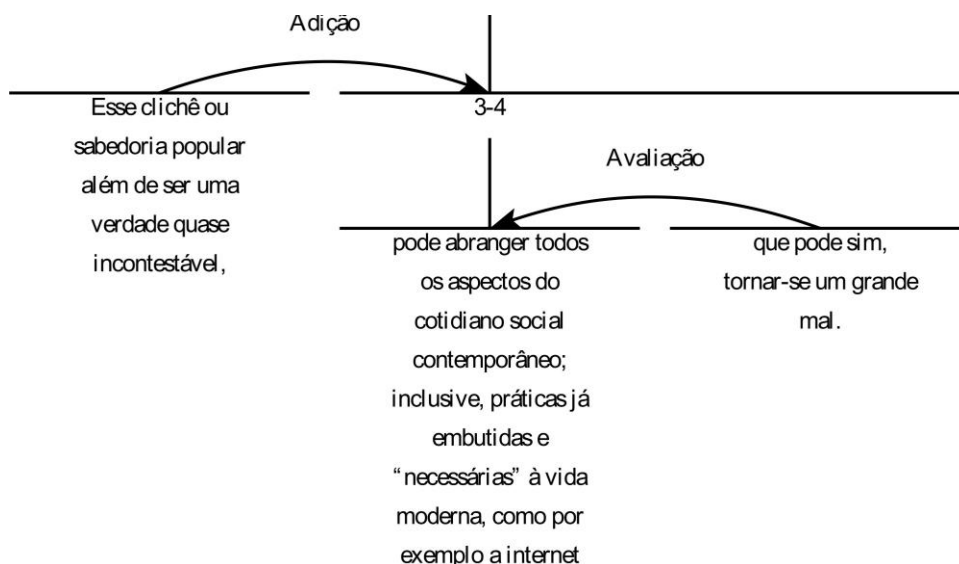 Adição
Esse clichê ou
sabedoria popular
além de ser uma
verdade quase
incontestável,
3-4
Avaliação
pode abranger todos
os aspectos do
cotidiano social
contemporâneo;
inclusive, práticas já
embutidas e
“necessárias” à vida
moderna, como por
exemplo a internet
que pode sim,
tornar-se um grande
mal.